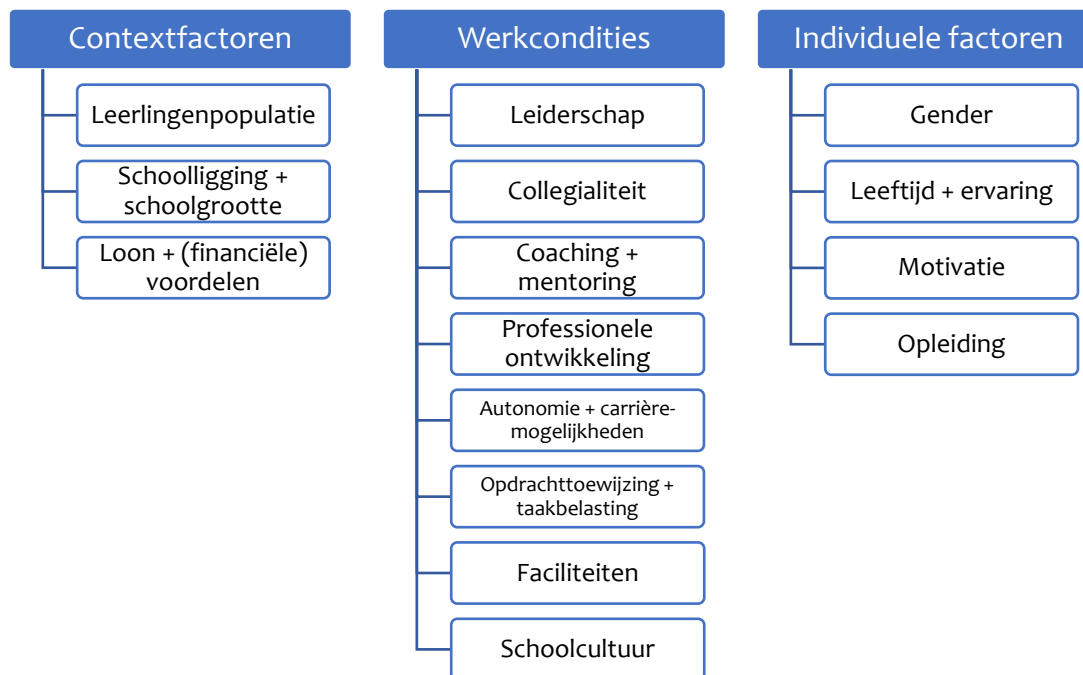 Contextfactoren
Leerlingenpopulatie
Schoolligging +
schoolgrootte
Loon + (financiële)
voordelen
Werkcondities
Leiderschap
Collegialiteit
Coaching +
mentoring
Professionele
ontwikkeling
Autonomie + carrière-
mogelijkheden
Opdrachttoewijzing +
taakbelasting
Faciliteiten
Schoolcultuur
Individuele factoren
Gender
Leeftijd + ervaring
Motivatie
Opleiding